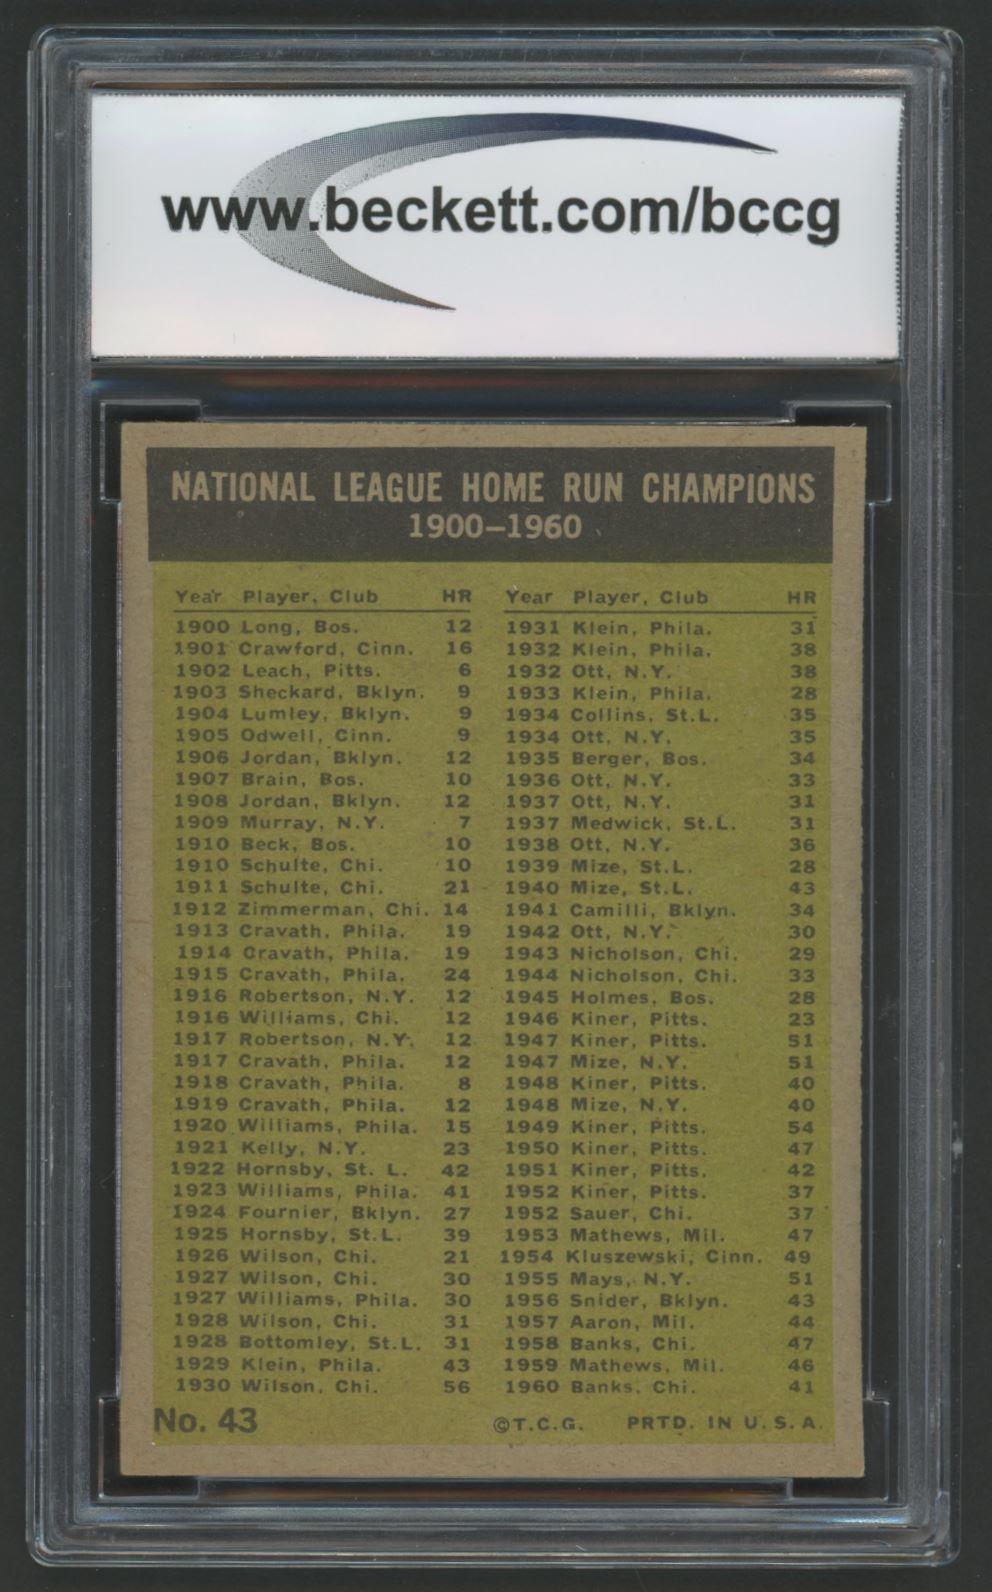 www.beckett.com/bccg
NATIONAL LEAGUE HOME RUN CHAMPIONS
1900-1960
Year Player, Club HR
1900 Long, Bos. 12
1901 Crawford, Cinn. 16
1902 Leach, Pitts. 6
1903 Sheckard, Bklyn. 9
1904 Lumley, Bklyn. 9
1905 Odwell, Cinn. 9
1906 Jordan, Bklyn. 12
1907 Brain, Bos. 10
1908 Jordan, Bklyn. 12
1909 Murray, N.Y. 7
1910 Beck, Bos. 10
1910 Schulte, Chi. 10
1911 Schulte, Chi. 21
1912 Zimmerman, Chi. 14
1913 Cravath, Phila. 19
1914 Cravath, Phila. 19
1915 Cravath, Phila. 24
1916 Robertson, N.Y. 12
1916 Williams, Chi. 12
1917 Robertson, N.Y. 12
1917 Cravath, Phila. 12
1918 Cravath, Phila. 8
1919 Cravath, Phila. 12
1920 Williams, Phila. 15
1921 Kelly, N.Y. 23
1922 Hornsby, St. L. 42
1923 Williams, Phila. 41
1924 Fournier, Bklyn. 27
1925 Hornsby, St.L. 39
1926 Wilson, Chi. 21
1927 Wilson, Chi. 30
1927 Williams, Phila. 30
1928 Wilson, Chi. 31
1928 Bottomley, St.L. 31
1929 Klein, Phila. 43
1930 Wilson, Chi. 56
Year Player, Club HR
1931 Klein, Phila. 31
1932 Klein, Phila. 38
1932 Ott, N.Y. 38
1933 Klein, Phila. 28
1934 Collins, St.L. 35
1934 Ott, N.Y. 35
1935 Berger, Bos. 34
1936 Ott, N.Y. 33
1937 Ott, N.Y. 31
1937 Medwick, St.L. 31
1938 Ott, N.Y. 36
1939 Mize, St.L. 28
1940 Mize, St.L. 43
1941 Camilli, Bklyn. 34
1942 Ott, N.Y. 30
1943 Nicholson, Chi. 29
1944 Nicholson, Chi. 33
1945 Holmes, Bos. 28
1946 Kiner, Pitts. 23
1947 Kiner, Pitts. 51
1947 Mize, N.Y. 51
1948 Kiner, Pitts. 40
1948 Mize, N.Y. 40
1949 Kiner, Pitts. 54
1950 Kiner, Pitts. 47
1951 Kiner, Pitts. 42
1952 Kiner, Pitts. 37
1952 Sauer, Chi. 37
1953 Mathews, Mil. 47
1954 Kluszewski, Cinn. 49
1955 Mays, N.Y. 51
1956 Snider, Bklyn. 43
1957 Aaron, Mil. 44
1958 Banks, Chi. 47
1959 Mathews, Mil. 46
1960 Banks, Chi. 41
No. 43 ©T.C.G. PRTD. IN U.S.A.